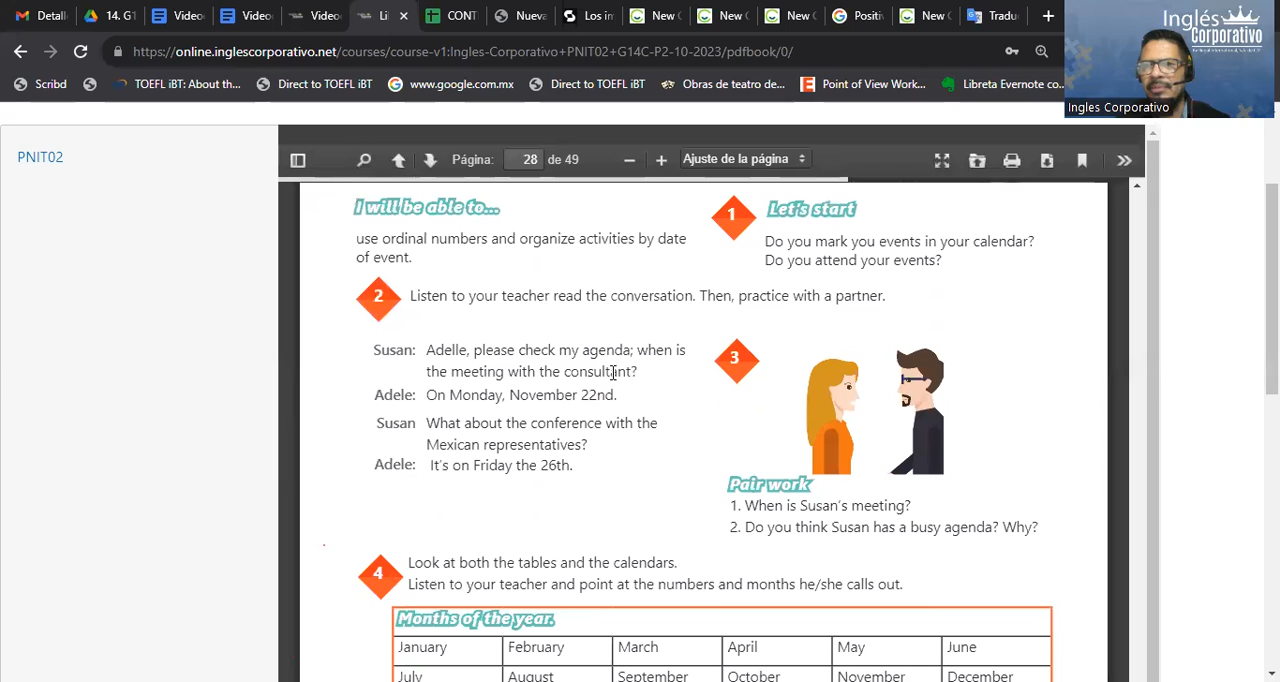 Detall
14. G1
Videoc
Video
Video
Li
CONT
Nueva
Los im
New C
New C
New C
Positiv
New C
Tradu
https://online.inglescorporativo.net/courses/course-v1:Ingles-Corporativo+PNIT02+G14C-P2-10-2023/pdfbook/0/
Scribd
TOEFL iBT: About th...
Direct to TOEFL iBT
www.google.com.mx
Direct to TOEFL iBT
Obras de teatro de...
Point of View Work...
Libreta Evernote co...
Inglés
Corporativo
Ingles Corporativo
PNIT02
Página: 28 de 49
Ajuste de la página
I will be able to...
use ordinal numbers and organize activities by date
of event.
1
Let's start
Do you mark you events in your calendar?
Do you attend your events?
2
Listen to your teacher read the conversation. Then, practice with a partner.
Susan: Adelle, please check my agenda; when is
the meeting with the consultant?
Adele: On Monday, November 22nd.
Susan What about the conference with the
Mexican representatives?
Adele: It's on Friday the 26th.
3
Pair work
1. When is Susan's meeting?
2. Do you think Susan has a busy agenda? Why?
4
Look at both the tables and the calendars.
Listen to your teacher and point at the numbers and months he/she calls out.
Months of the year.
January February March April May June
July August September October November December